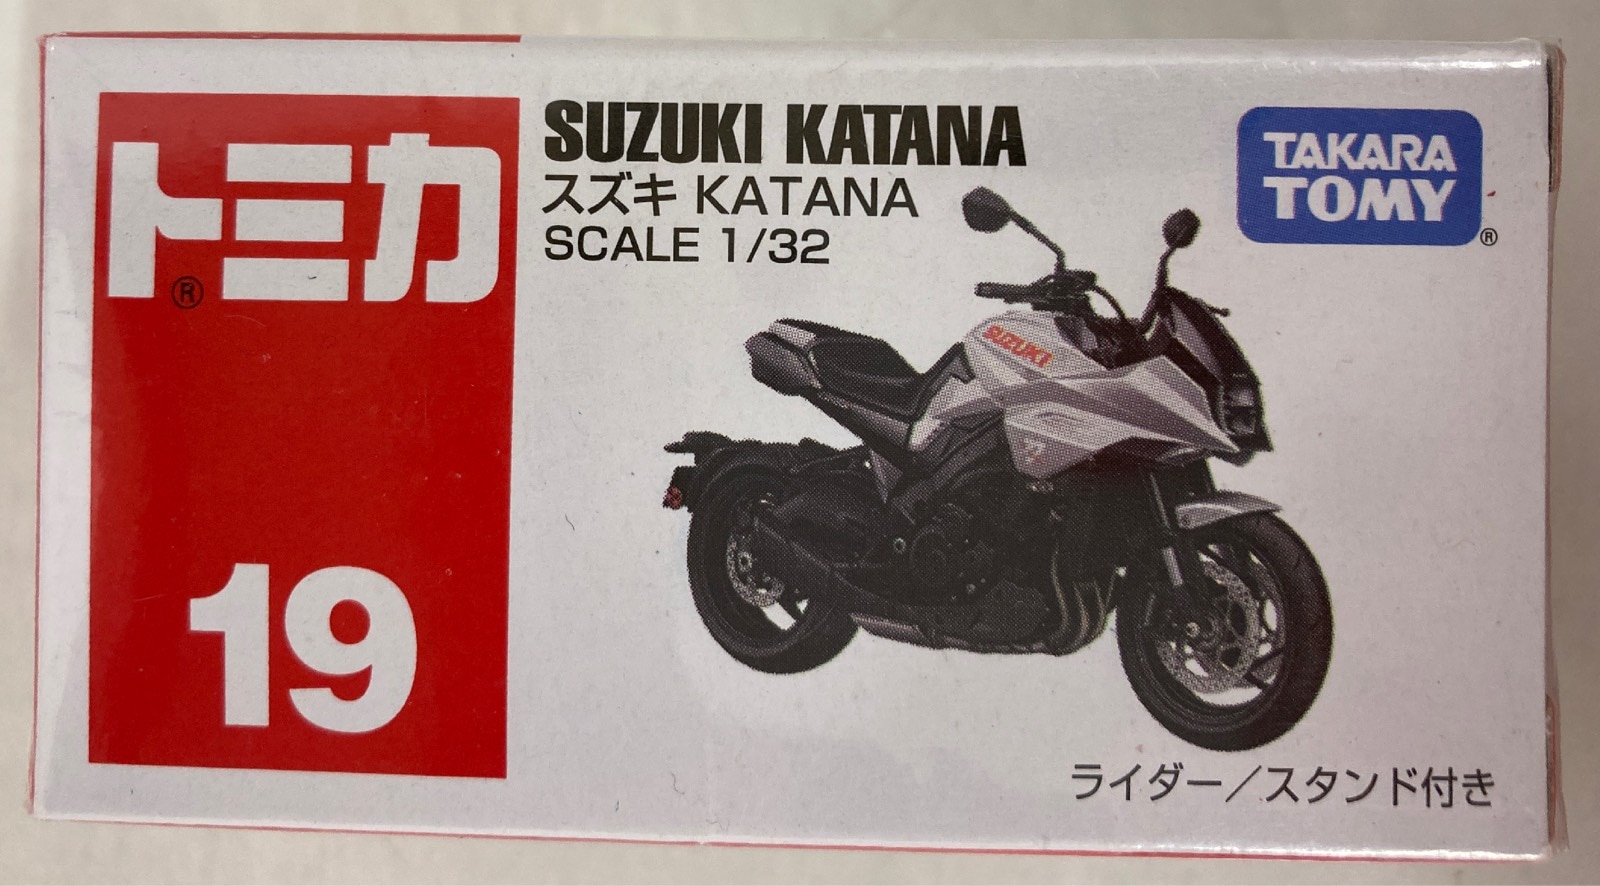 トミカ
®
19
SUZUKI KATANA
スズキ KATANA
SCALE 1/32
TAKARA
TOMY
®
SUZUKI
ライダー/スタンド付き